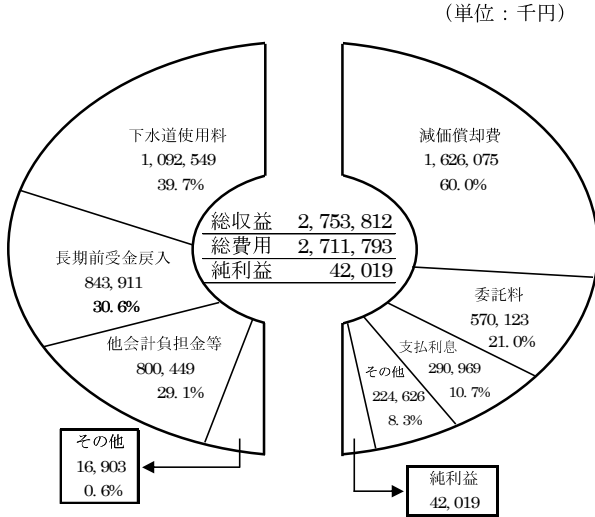 （単位：千円）
下水道使用料
1,092,549
39.7%
長期前受金戻入
843,911
30.6%
他会計負担金等
800,449
29.1%
その他
16,903
0.6%
総収益 2,753,812
総費用 2,711,793
純利益 42,019
減価償却費
1,626,075
60.0%
委託料
570,123
21.0%
支払利息
290,969
10.7%
その他
224,626
8.3%
純利益
42,019